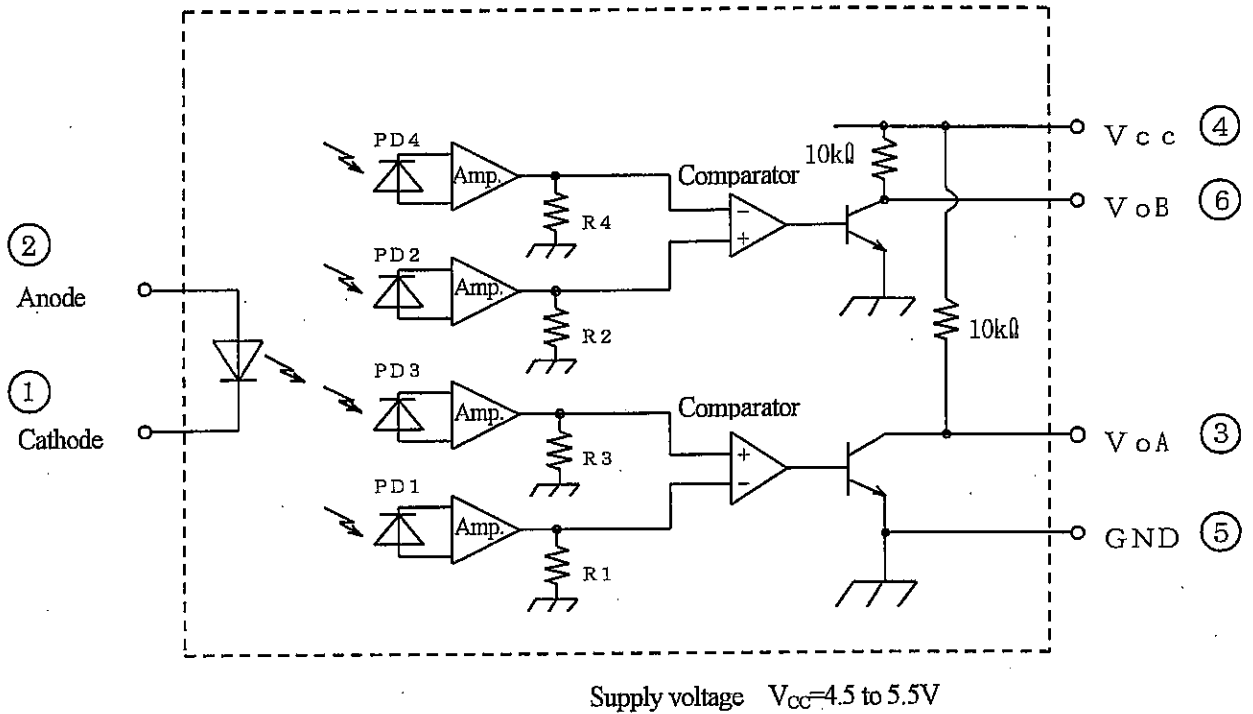 PD4
Amp.
R4
Comparator
−
+
10kΩ
Vcc ④
VoB ⑥
②
Anode
PD2
Amp.
R2
10kΩ
①
Cathode
PD3
Amp.
R3
Comparator
+
−
VoA ③
PD1
Amp.
R1
GND ⑤
Supply voltage VCC=4.5 to 5.5V